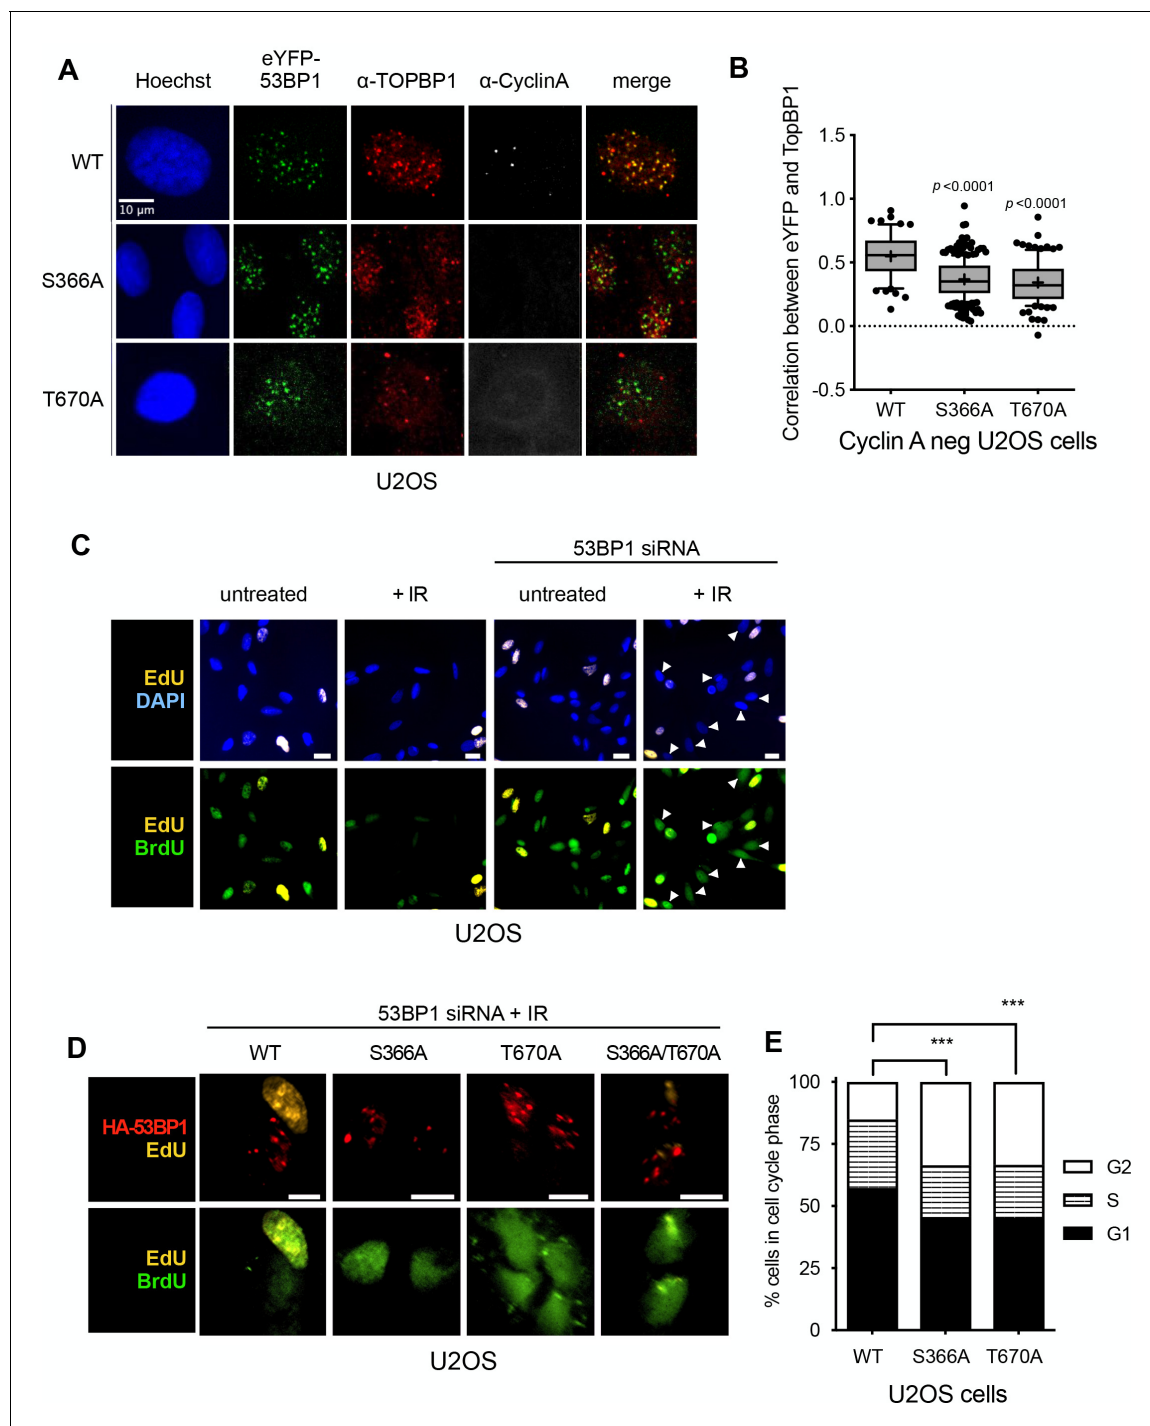 A
Hoechst
eYFP-
53BP1
α-TOPBP1
α-CyclinA
merge
WT
10 µm
S366A
T670A
U2OS
B
Correlation between eYFP and TopBP1
1.5
1.0
0.5
0.0
-0.5
p <0.0001
p <0.0001
WT
S366A
T670A
Cyclin A neg U2OS cells
C
53BP1 siRNA
untreated
+ IR
untreated
+ IR
EdU
DAPI
EdU
BrdU
U2OS
D
53BP1 siRNA + IR
WT
S366A
T670A
S366A/T670A
HA-53BP1
EdU
EdU
BrdU
U2OS
E
***
***
% cells in cell cycle phase
100
75
50
25
0
G2
S
G1
WT
S366A
T670A
U2OS cells